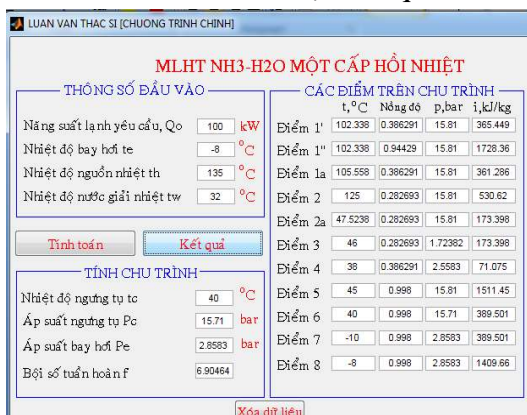 LUAN VAN THAC SI [CHUONG TRINH CHINH]
MLHT NH3-H2O MỘT CẤP HỒI NHIỆT
THÔNG SỐ ĐẦU VÀO
Năng suất lạnh yêu cầu, Qo 100 kW
Nhiệt độ bay hơi te -8 °C
Nhiệt độ nguồn nhiệt th 135 °C
Nhiệt độ nước giải nhiệt tw 32 °C
Tính toán Kết quả
TÍNH CHU TRÌNH
Nhiệt độ ngưng tụ tc 40 °C
Áp suất ngưng tụ Pc 15.71 bar
Áp suất bay hơi Pe 2.8583 bar
Bội số tuần hoàn f 6.90464
CÁC ĐIỂM TRÊN CHU TRÌNH
t,°C Nồng độ p,bar i,kJ/kg
Điểm 1' 102.338 0.386291 15.81 365.449
Điểm 1" 102.338 0.94429 15.81 1728.36
Điểm 1a 105.558 0.386291 15.81 361.286
Điểm 2 125 0.282693 15.81 530.62
Điểm 2a 47.5238 0.282693 15.81 173.398
Điểm 3 46 0.282693 1.72382 173.398
Điểm 4 38 0.386291 2.5583 71.075
Điểm 5 45 0.998 15.81 1511.45
Điểm 6 40 0.998 15.71 389.501
Điểm 7 -10 0.998 2.8583 389.501
Điểm 8 -8 0.998 2.8583 1409.66
Xóa dữ liệu